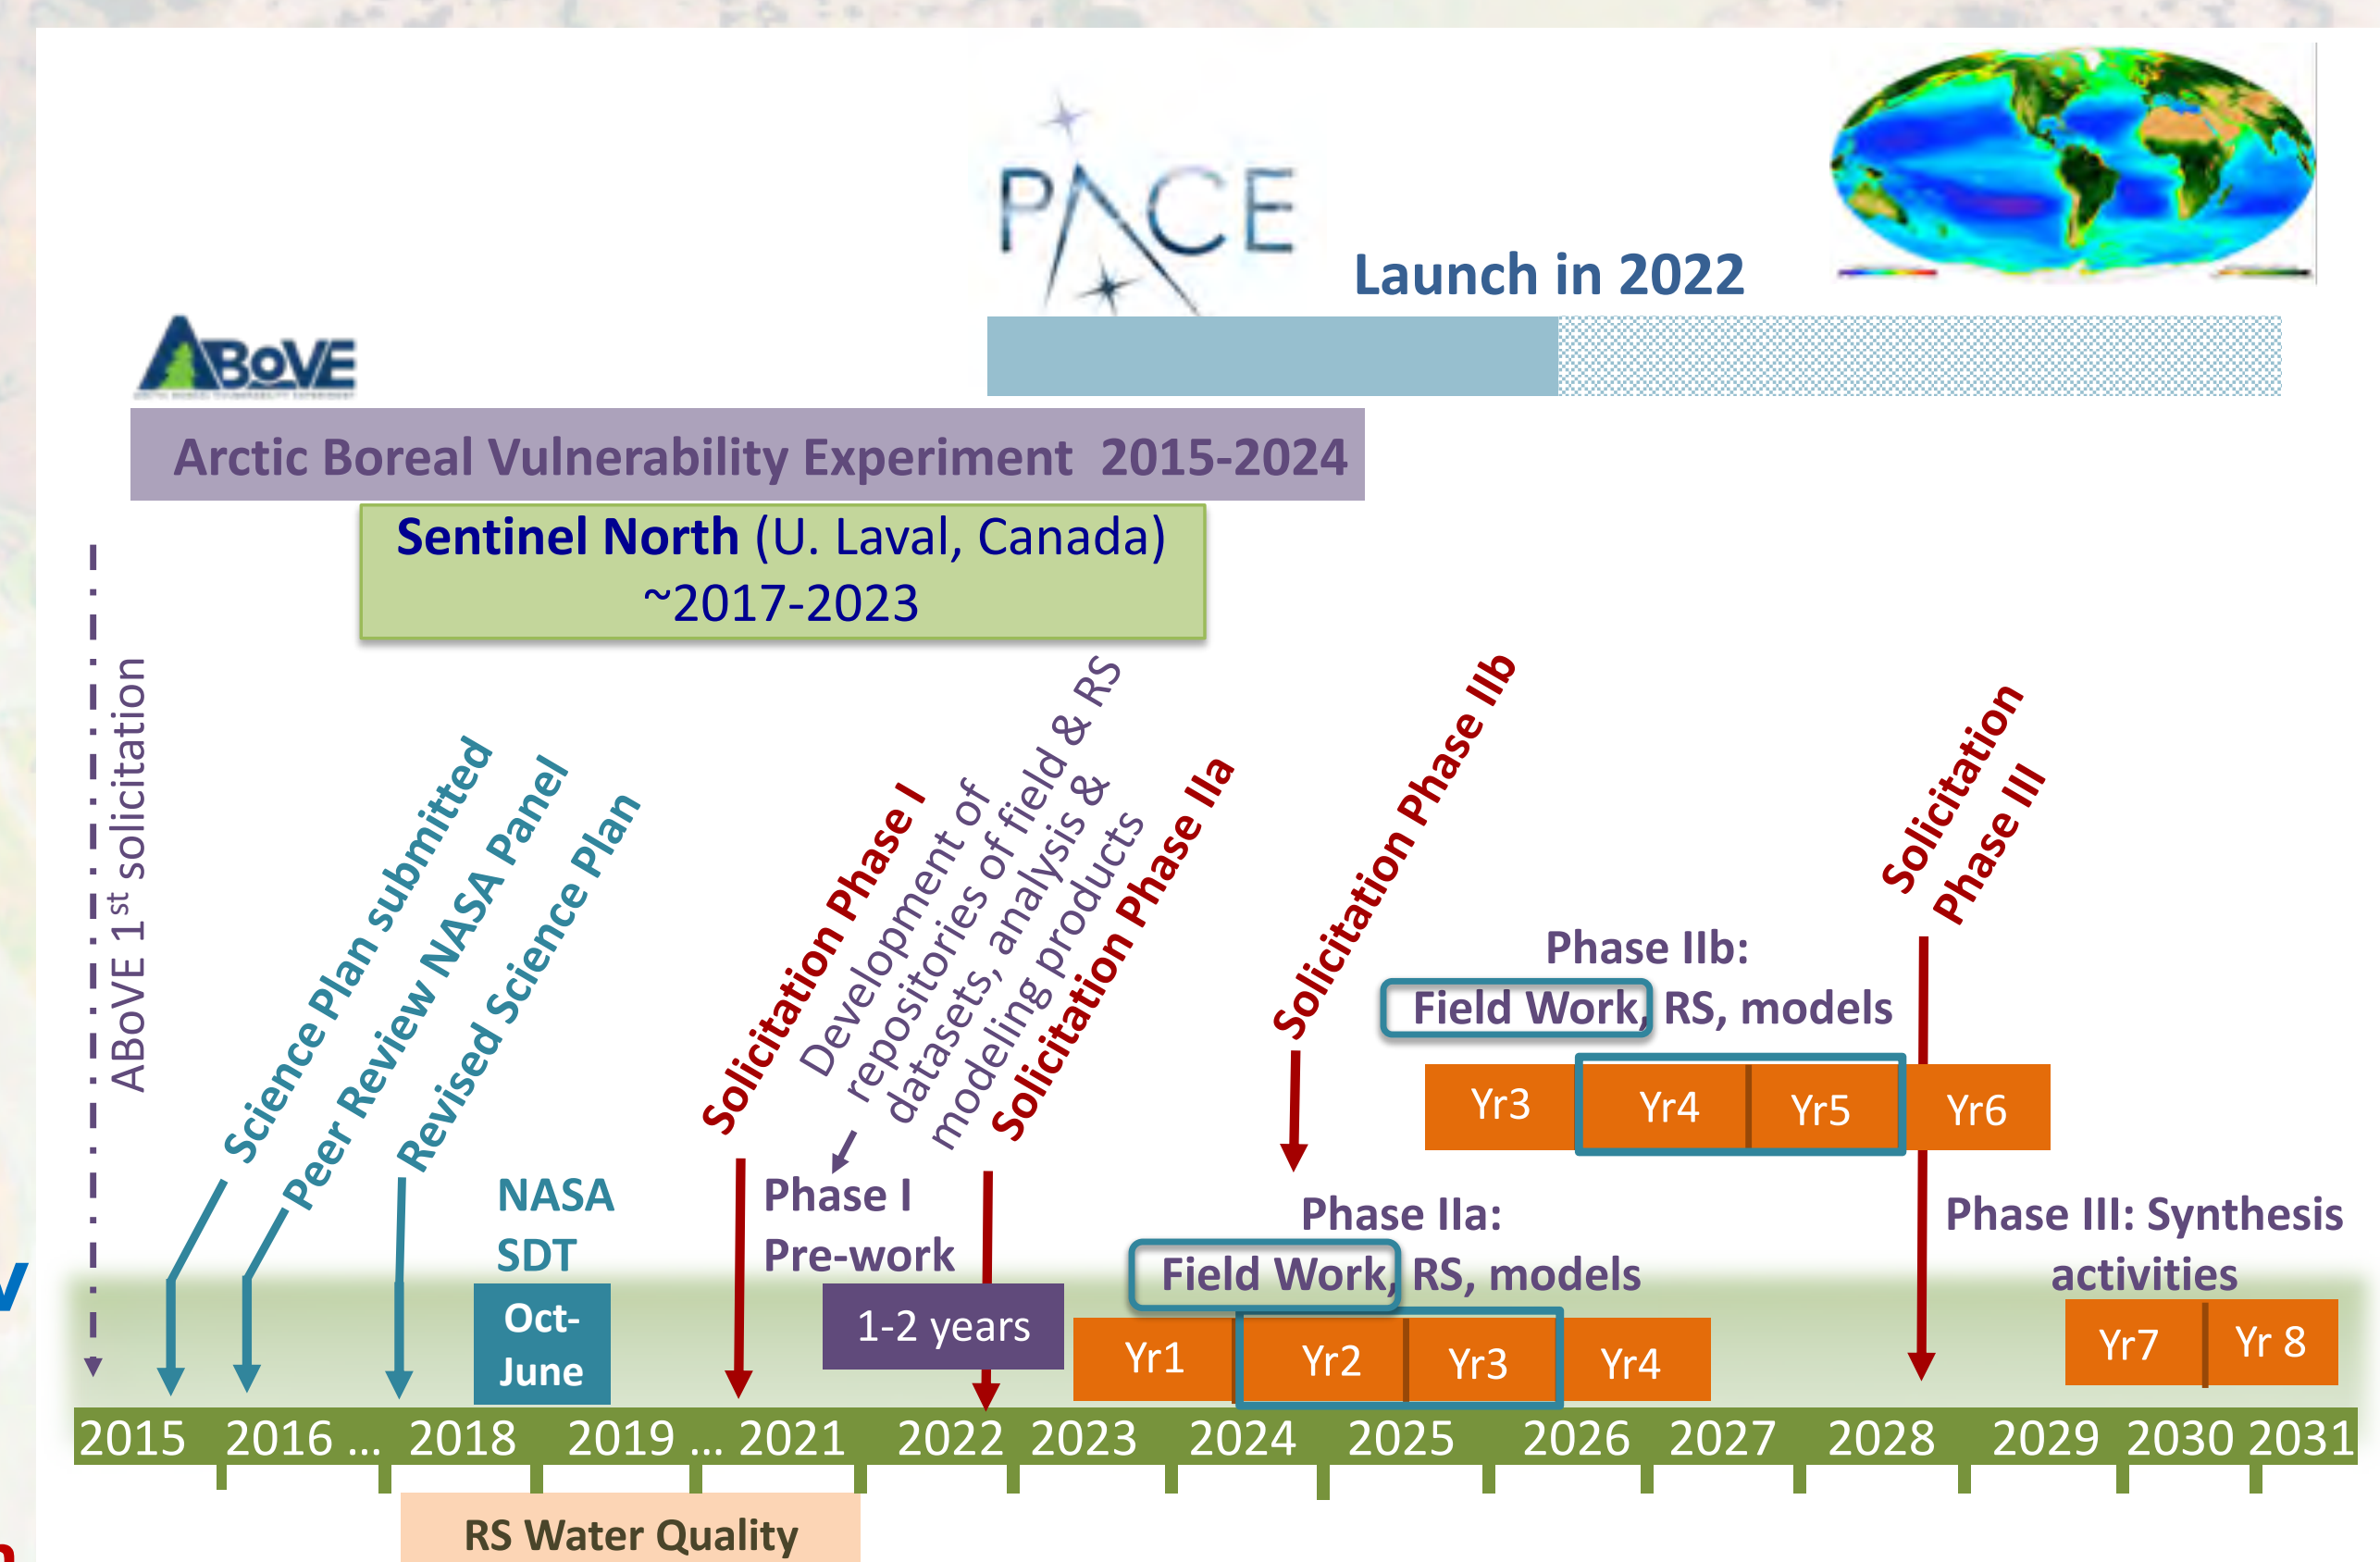 PACE
Launch in 2022
ABoVE
Arctic Boreal Vulnerability Experiment 2015-2024
Sentinel North (U. Laval, Canada)
~2017-2023
ABoVE 1st solicitation
Science Plan submitted
Peer Review NASA Panel
Revised Science Plan
NASA
SDT
Oct-
June
Solicitation Phase I
Development of
repositories of field & RS
datasets, analysis &
modeling products
Phase I
Pre-work
1-2 years
Solicitation Phase IIa
Solicitation Phase IIb
Phase IIb:
Field Work, RS, models
Yr3 Yr4 Yr5 Yr6
Phase IIa:
Field Work, RS, models
Yr1 Yr2 Yr3 Yr4
Solicitation
Phase III
Phase III: Synthesis
activities
Yr7 Yr 8
2015 2016 ... 2018 2019 ... 2021 2022 2023 2024 2025 2026 2027 2028 2029 2030 2031
RS Water Quality